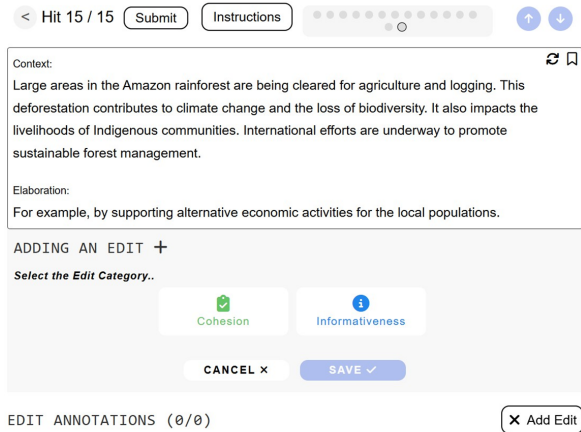 < Hit 15 / 15 Submit Instructions
Context:
Large areas in the Amazon rainforest are being cleared for agriculture and logging. This
deforestation contributes to climate change and the loss of biodiversity. It also impacts the
livelihoods of Indigenous communities. International efforts are underway to promote
sustainable forest management.
Elaboration:
For example, by supporting alternative economic activities for the local populations.
ADDING AN EDIT +
Select the Edit Category..
Cohesion Informativeness
CANCEL × SAVE ✓
EDIT ANNOTATIONS (0/0) × Add Edit